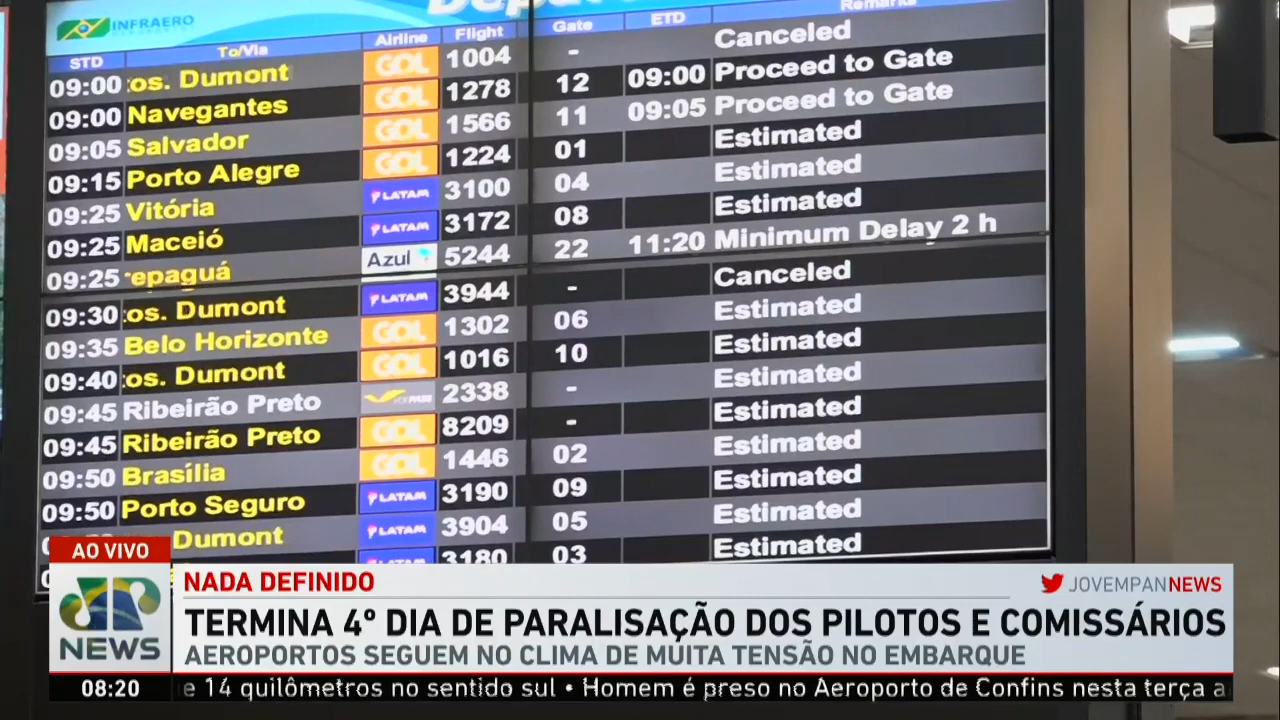 INFRAERO
STD To/Via Airline Flight Gate ETD Remarks
09:00 os. Dumont GOL 1004 - Canceled
09:00 Navegantes GOL 1278 12 09:00 Proceed to Gate
09:05 Salvador GOL 1566 11 09:05 Proceed to Gate
09:15 Porto Alegre GOL 1224 01 Estimated
09:25 Vitória LATAM 3100 04 Estimated
09:25 Maceió LATAM 3172 08 Estimated
09:25 epaguá Azul 5244 22 11:20 Minimum Delay 2 h
09:30 os. Dumont LATAM 3944 - Canceled
09:35 Belo Horizonte GOL 1302 06 Estimated
09:40 os. Dumont GOL 1016 10 Estimated
09:45 Ribeirão Preto 2338 - Estimated
09:45 Ribeirão Preto GOL 8209 - Estimated
09:50 Brasília GOL 1446 02 Estimated
09:50 Porto Seguro LATAM 3190 09 Estimated
Dumont LATAM 3904 05 Estimated
LATAM 3180 03 Estimated
JP NEWS
AO VIVO
JP NEWS
NADA DEFINIDO
JOVEMPANNEWS
TERMINA 4º DIA DE PARALISAÇÃO DOS PILOTOS E COMISSÁRIOS
AEROPORTOS SEGUEM NO CLIMA DE MUITA TENSÃO NO EMBARQUE
08:20 e 14 quilômetros no sentido sul • Homem é preso no Aeroporto de Confins nesta terça a